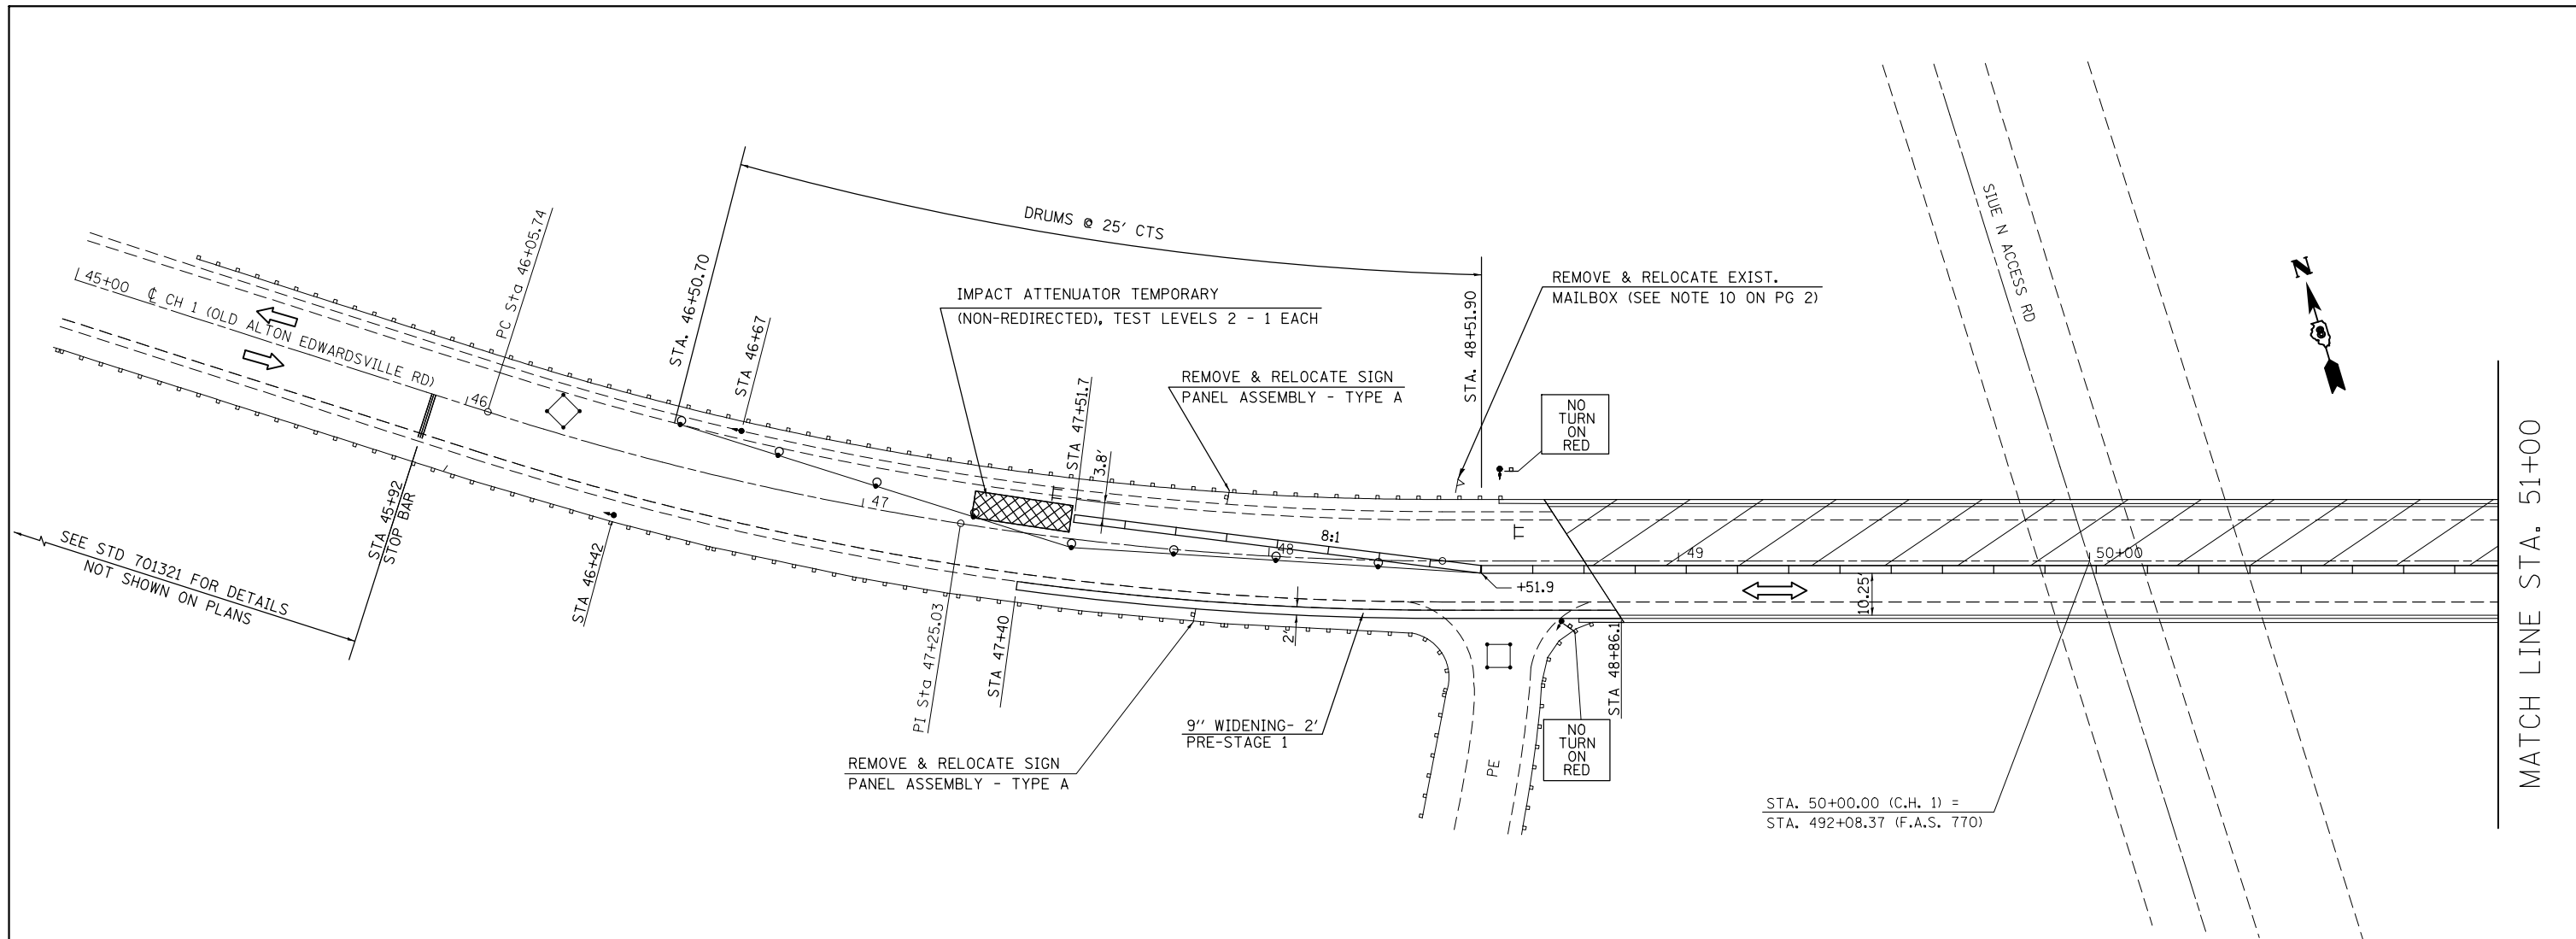 45+00 ℄ CH 1 (OLD ALTON EDWARDSVILLE RD)
46
PC Sta 46+05.74
STA. 46+50.70
STA 46+67
DRUMS @ 25' CTS
IMPACT ATTENUATOR TEMPORARY
(NON-REDIRECTED), TEST LEVELS 2 - 1 EACH
STA 47+51.7
3.8'
REMOVE & RELOCATE SIGN
PANEL ASSEMBLY - TYPE A
STA. 48+51.90
REMOVE & RELOCATE EXIST.
MAILBOX (SEE NOTE 10 ON PG 2)
NO
TURN
ON
RED
SIUE N ACCESS RD
N
MATCH LINE STA. 51+00
47
48
8:1
49
50+00
+51.9
10.25'
SEE STD 701321 FOR DETAILS
NOT SHOWN ON PLANS
STA 45+92
STOP BAR
STA 46+42
PI Sta 47+25.03
STA 47+40
2'
9'' WIDENING- 2'
PRE-STAGE 1
REMOVE & RELOCATE SIGN
PANEL ASSEMBLY - TYPE A
PE
STA 48+86.1
NO
TURN
ON
RED
STA. 50+00.00 (C.H. 1) =
STA. 492+08.37 (F.A.S. 770)